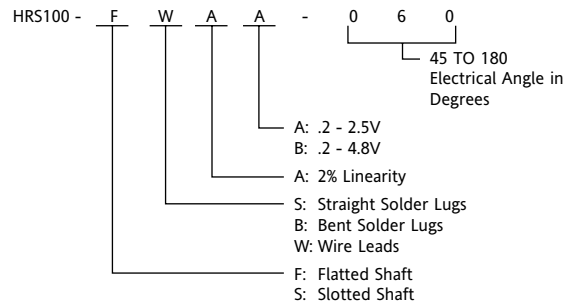 HRS100 - F W A A - 0 6 0
45 TO 180
Electrical Angle in
Degrees
A: .2 - 2.5V
B: .2 - 4.8V
A: 2% Linearity
S: Straight Solder Lugs
B: Bent Solder Lugs
W: Wire Leads
F: Flatted Shaft
S: Slotted Shaft